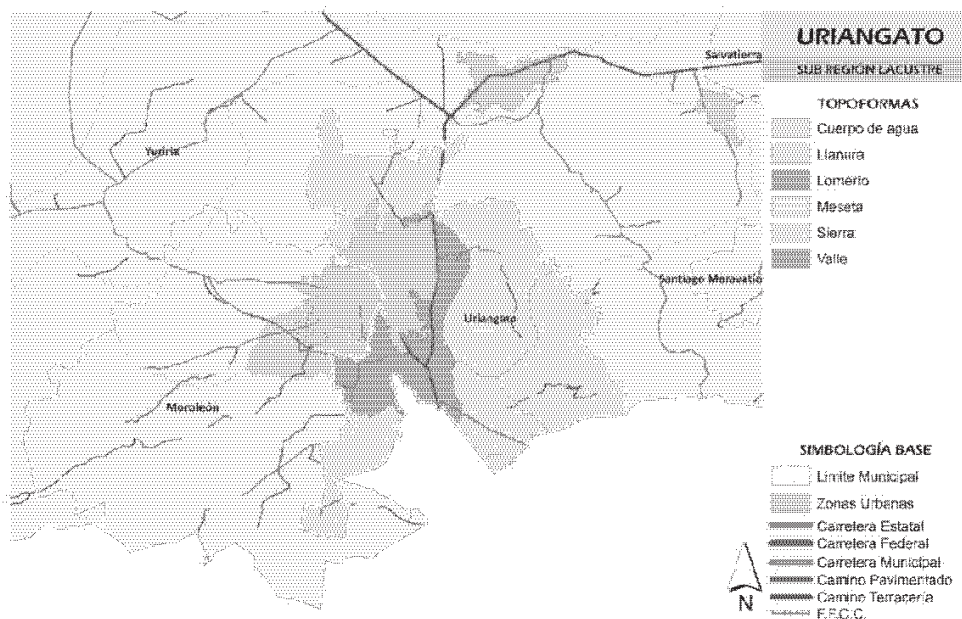 URIANGATO
SUB REGIÓN LACUSTRE
TOPOFORMAS
Cuerpo de agua
Llanura
Lomerio
Meseta
Sierra
Valle
Salvatierra
Yuriria
Santiago Maravatío
Uriangato
Moroleón
SIMBOLOGÍA BASE
Límite Municipal
Zonas Urbanas
Carretera Estatal
Carretera Federal
Carretera Municipal
Camino Pavimentado
Camino Terracería
F.F.C.C.
N